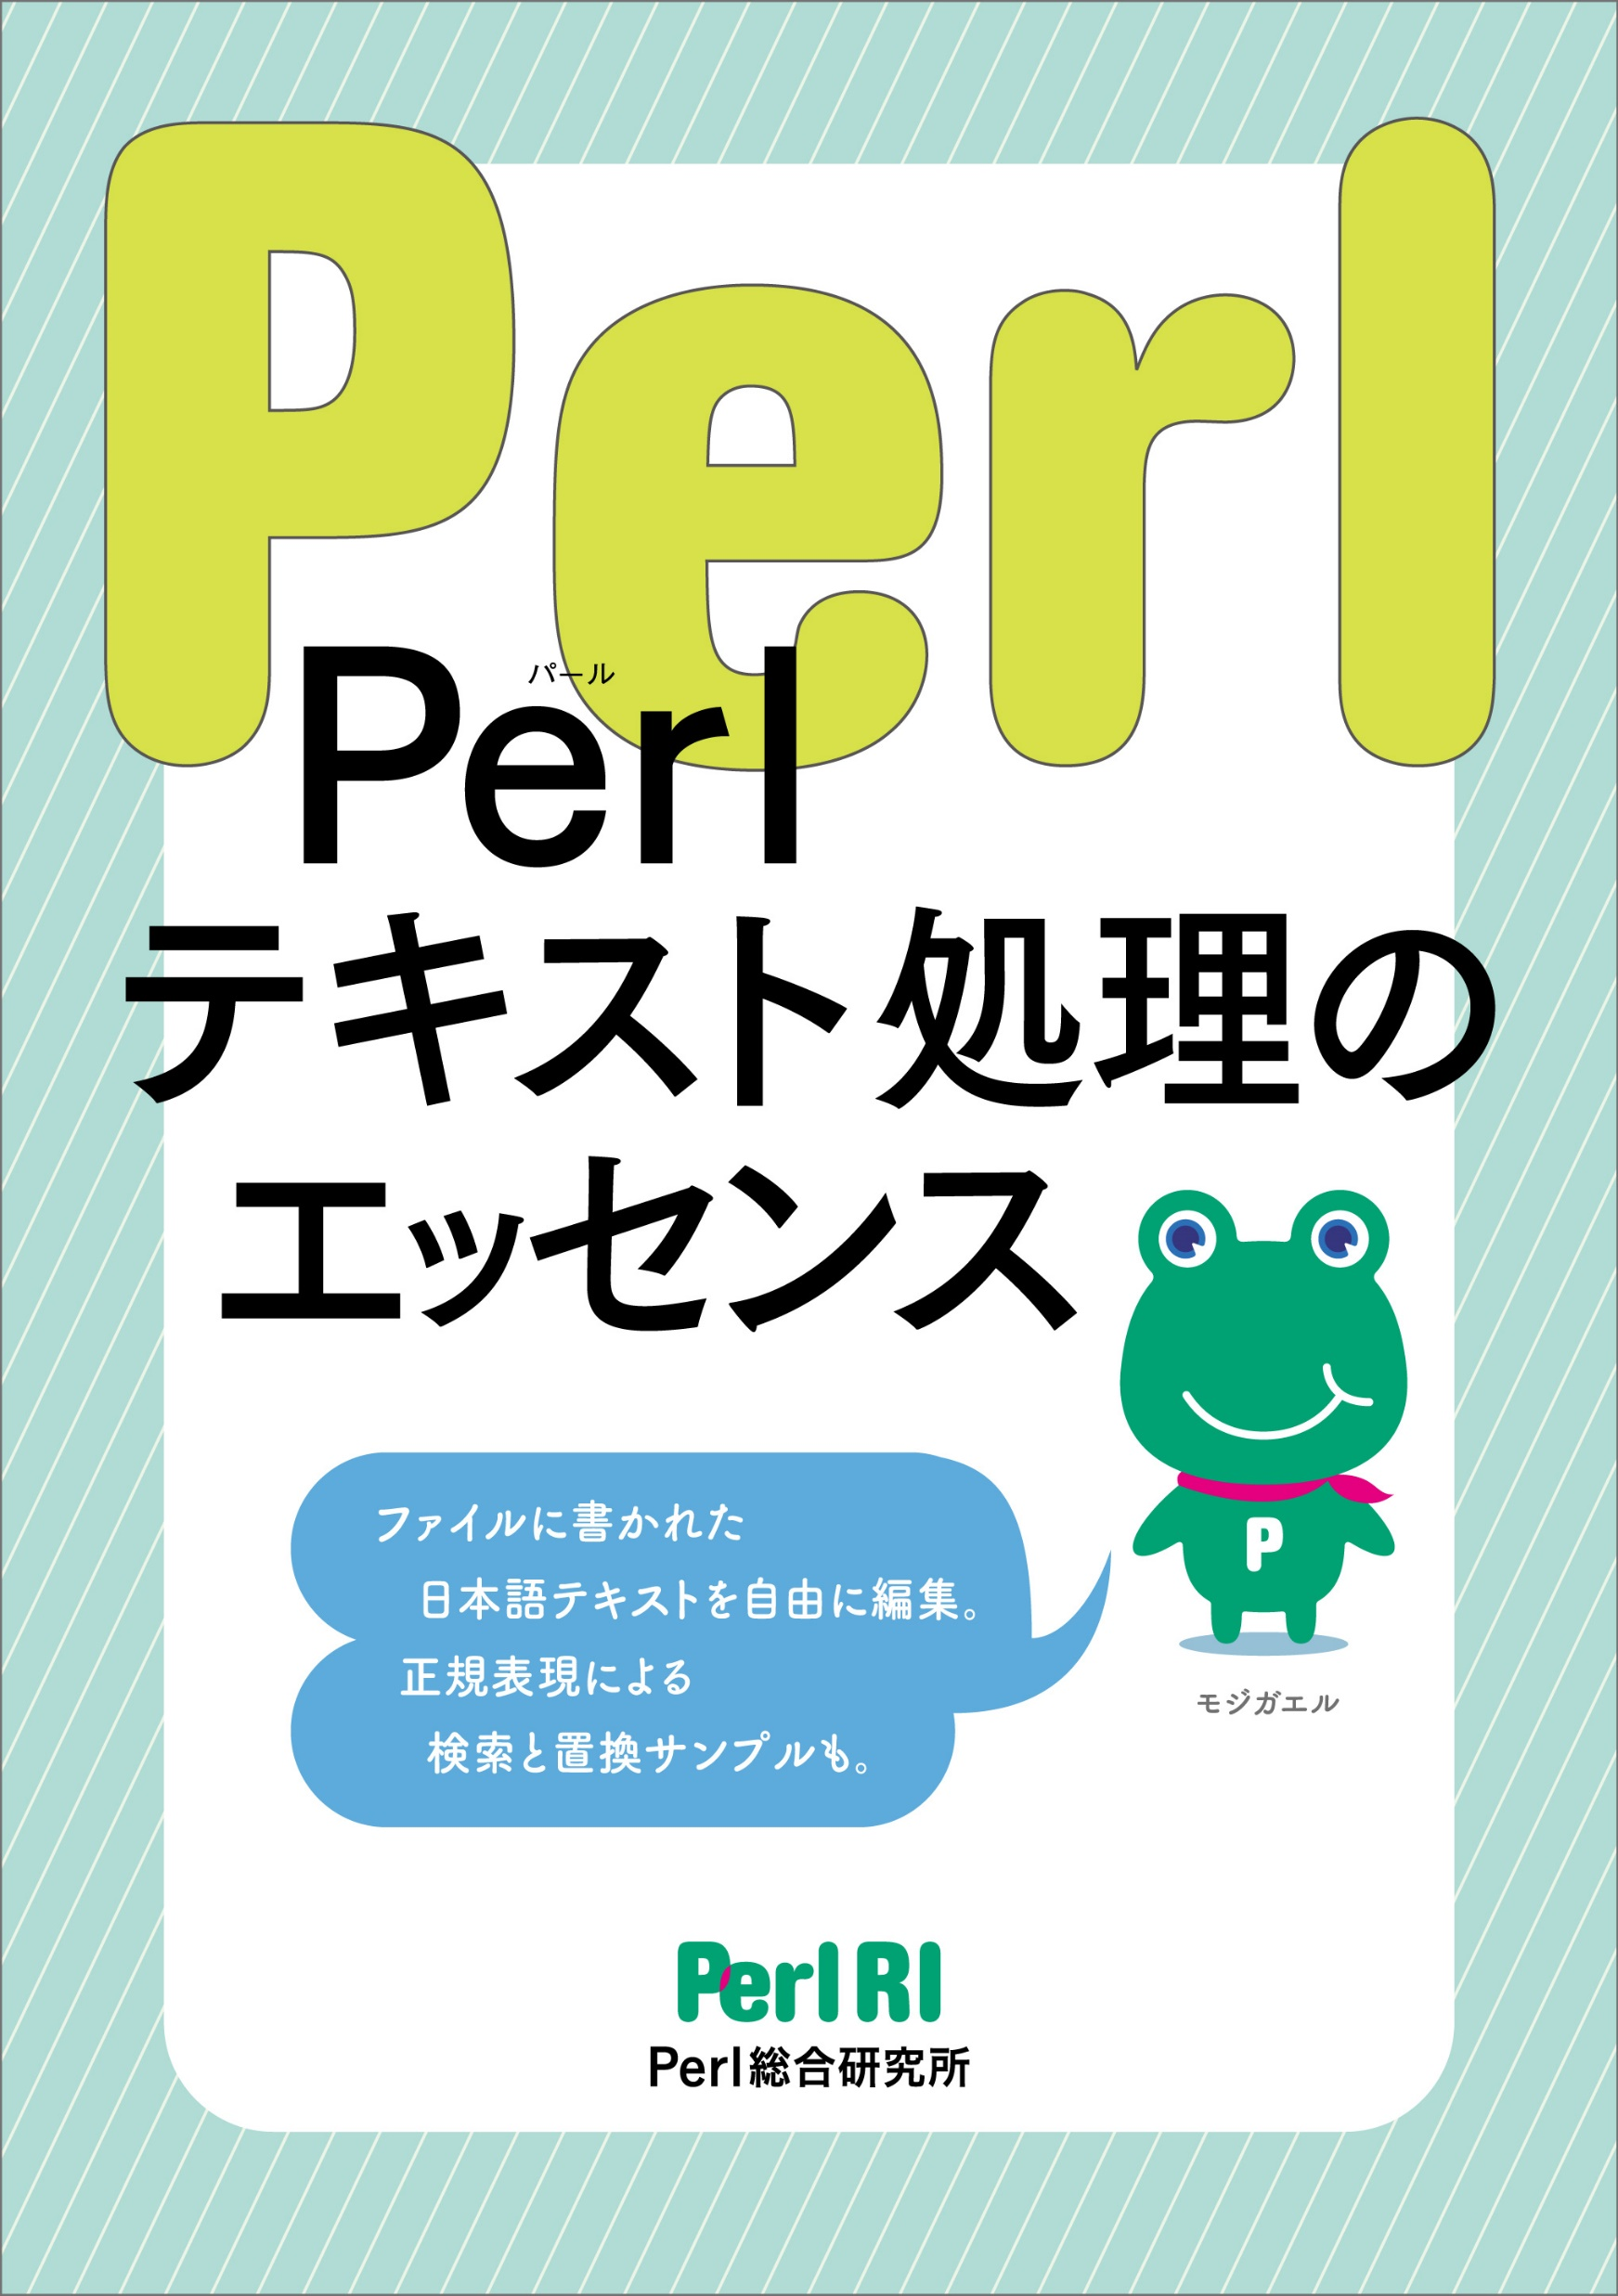 Perl
パール
Perl
テキスト処理の
エッセンス
ファイルに書かれた
日本語テキストを自由に編集。
正規表現による
検索と置換サンプルも。
P
モジガエル
Perl RI
Perl総合研究所